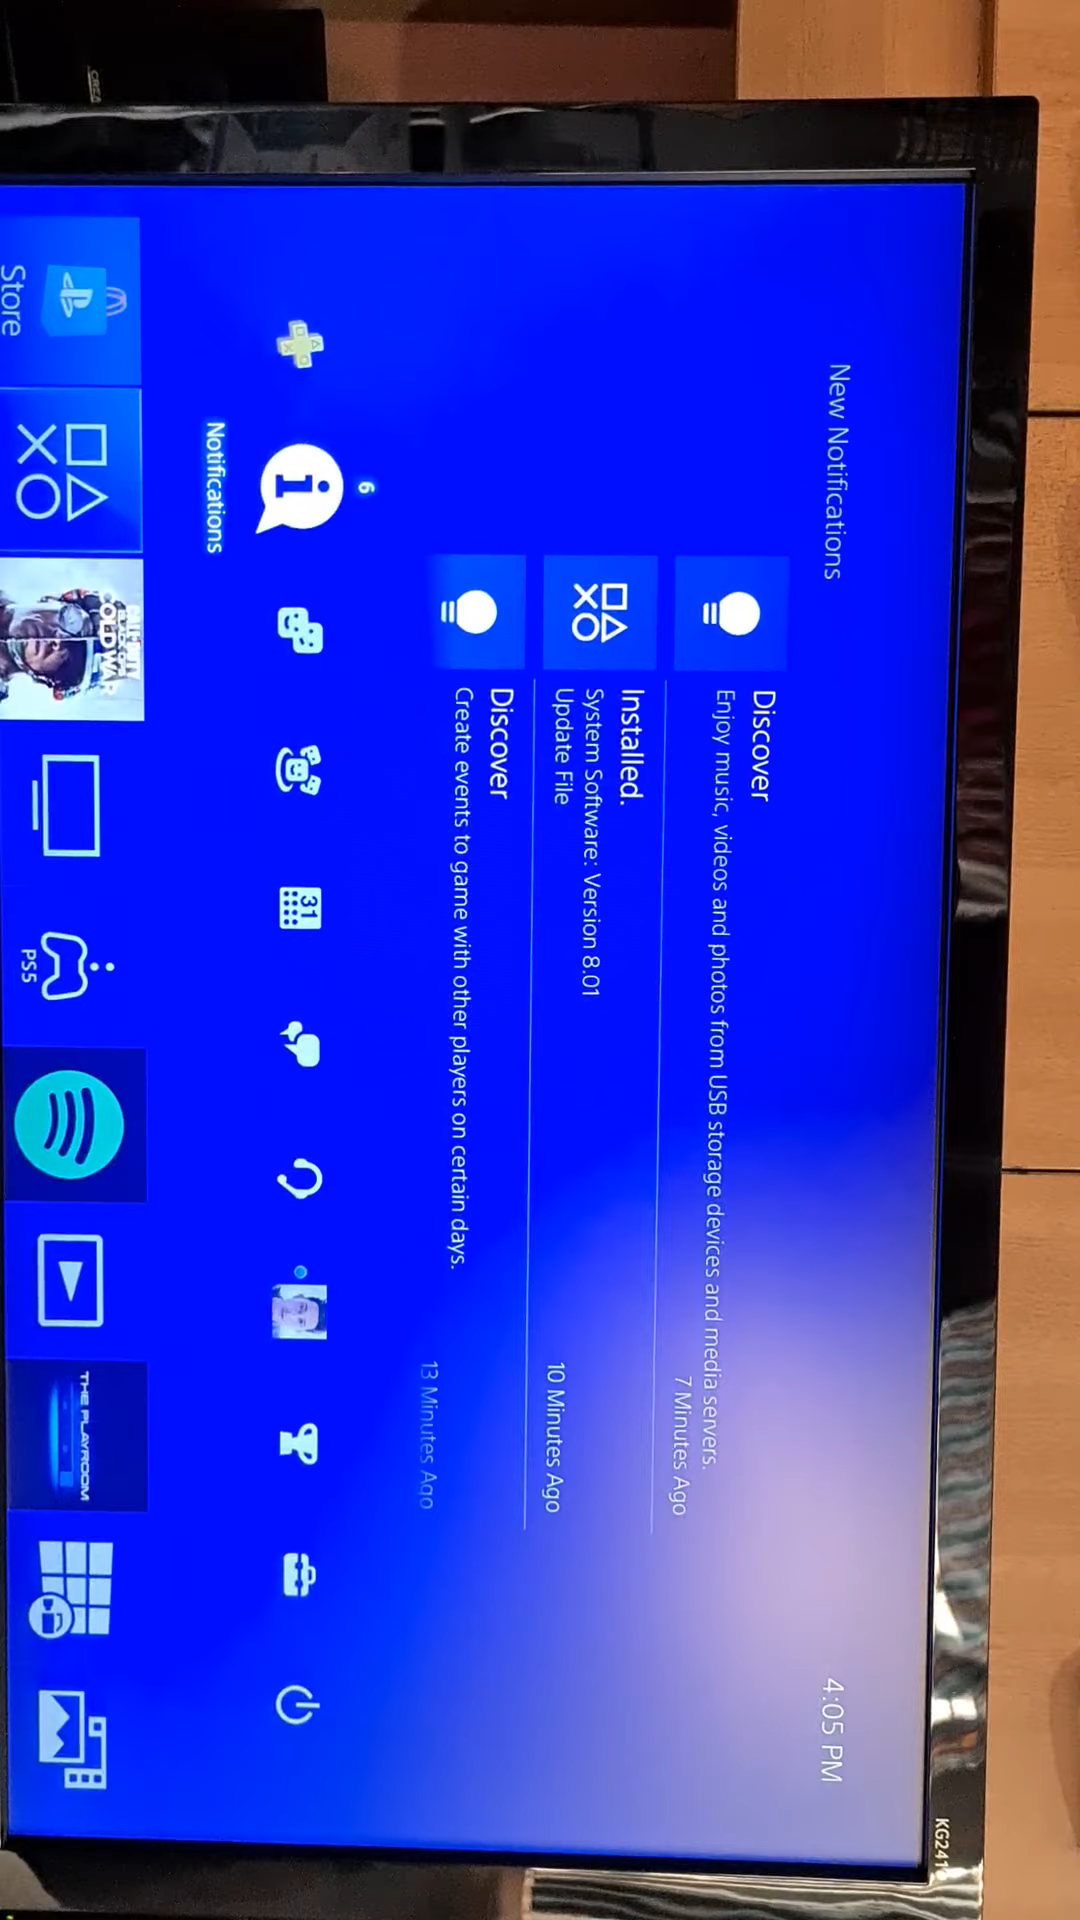 New Notifications
4:05 PM
Discover
Enjoy music, videos and photos from USB storage devices and media servers.
7 Minutes Ago
Installed.
System Software: Version 8.01
Update File
10 Minutes Ago
Discover
Create events to game with other players on certain days.
13 Minutes Ago
6
31
Notifications
Store
CALL OF DUTY
BLACK OPS
COLD WAR
PS5
THE PLAYROOM
KG241